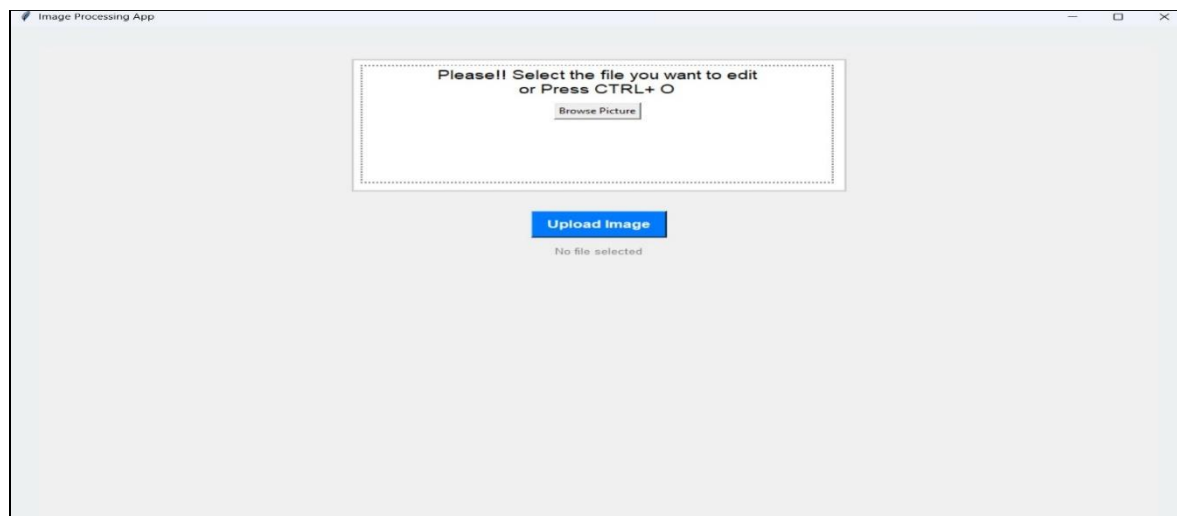 Image Processing App
Please!! Select the file you want to edit
or Press CTRL+ O
Browse Picture
Upload Image
No file selected